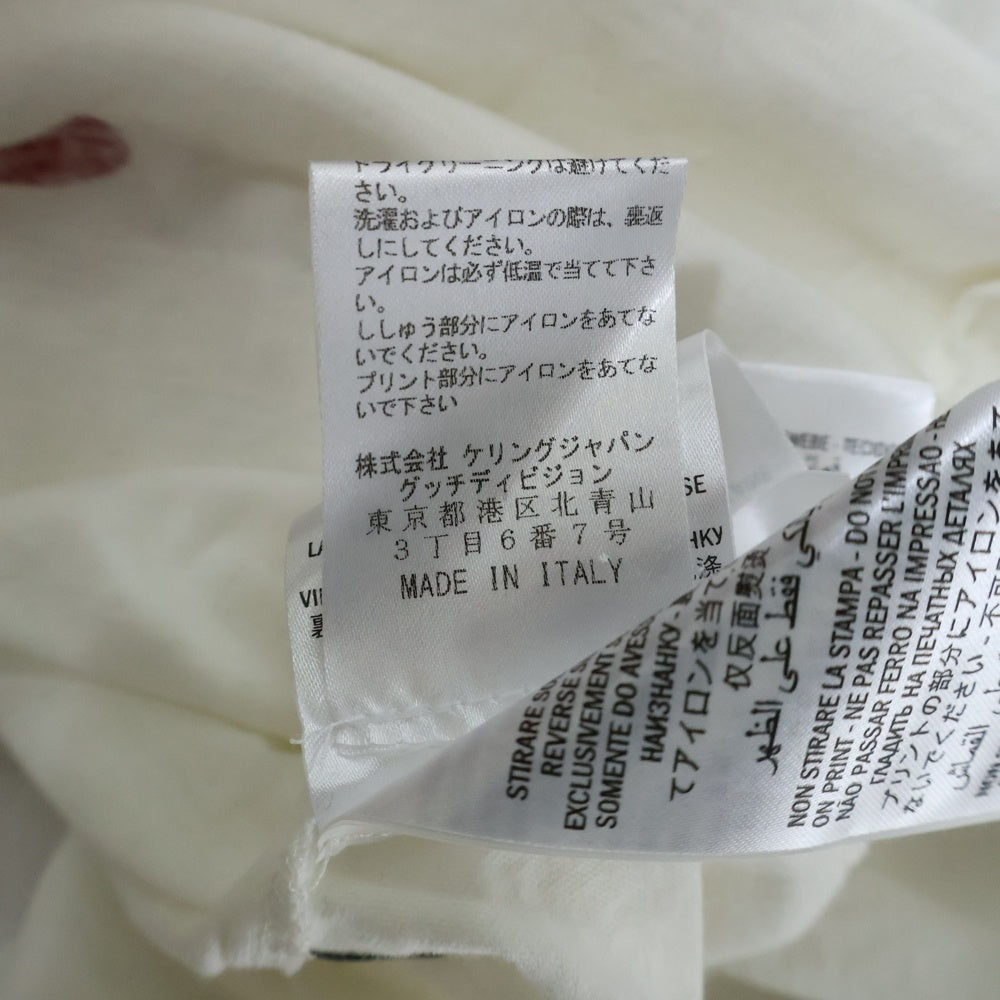 ドライクリーニングは避けてくだ
さい。
洗濯およびアイロンの際は、裏返
しにしてください。
アイロンは必ず低温で当てて下さ
い。
ししゅう部分にアイロンをあてな
いでください。
プリント部分にアイロンをあてな
いで下さい
株式会社 ケリングジャパン
グッチディビジョン
東京都港区北青山
3丁目6番7号
MADE IN ITALY
SE
НКУ
涤
LA
VI
裏
STIRARE
REVERSE
EXCLUSIVEMENT
SOMENTE DO AVES
НАИЗНАНКУ -
てアイロンを当て
仅反面熨烫
فقط على الظهر
NON STIRARE LA STAMPA - DO NOT
ON PRINT - NE PAS REPASSER L'IMPR
NÃO PASSAR FERRO NA IMPRESSAO -
ГЛАДИТЬ НА ПЕЧАТНЫХ ДЕТАЛЯХ
プリントの部分にアイロンをあて
ないでください - 不可